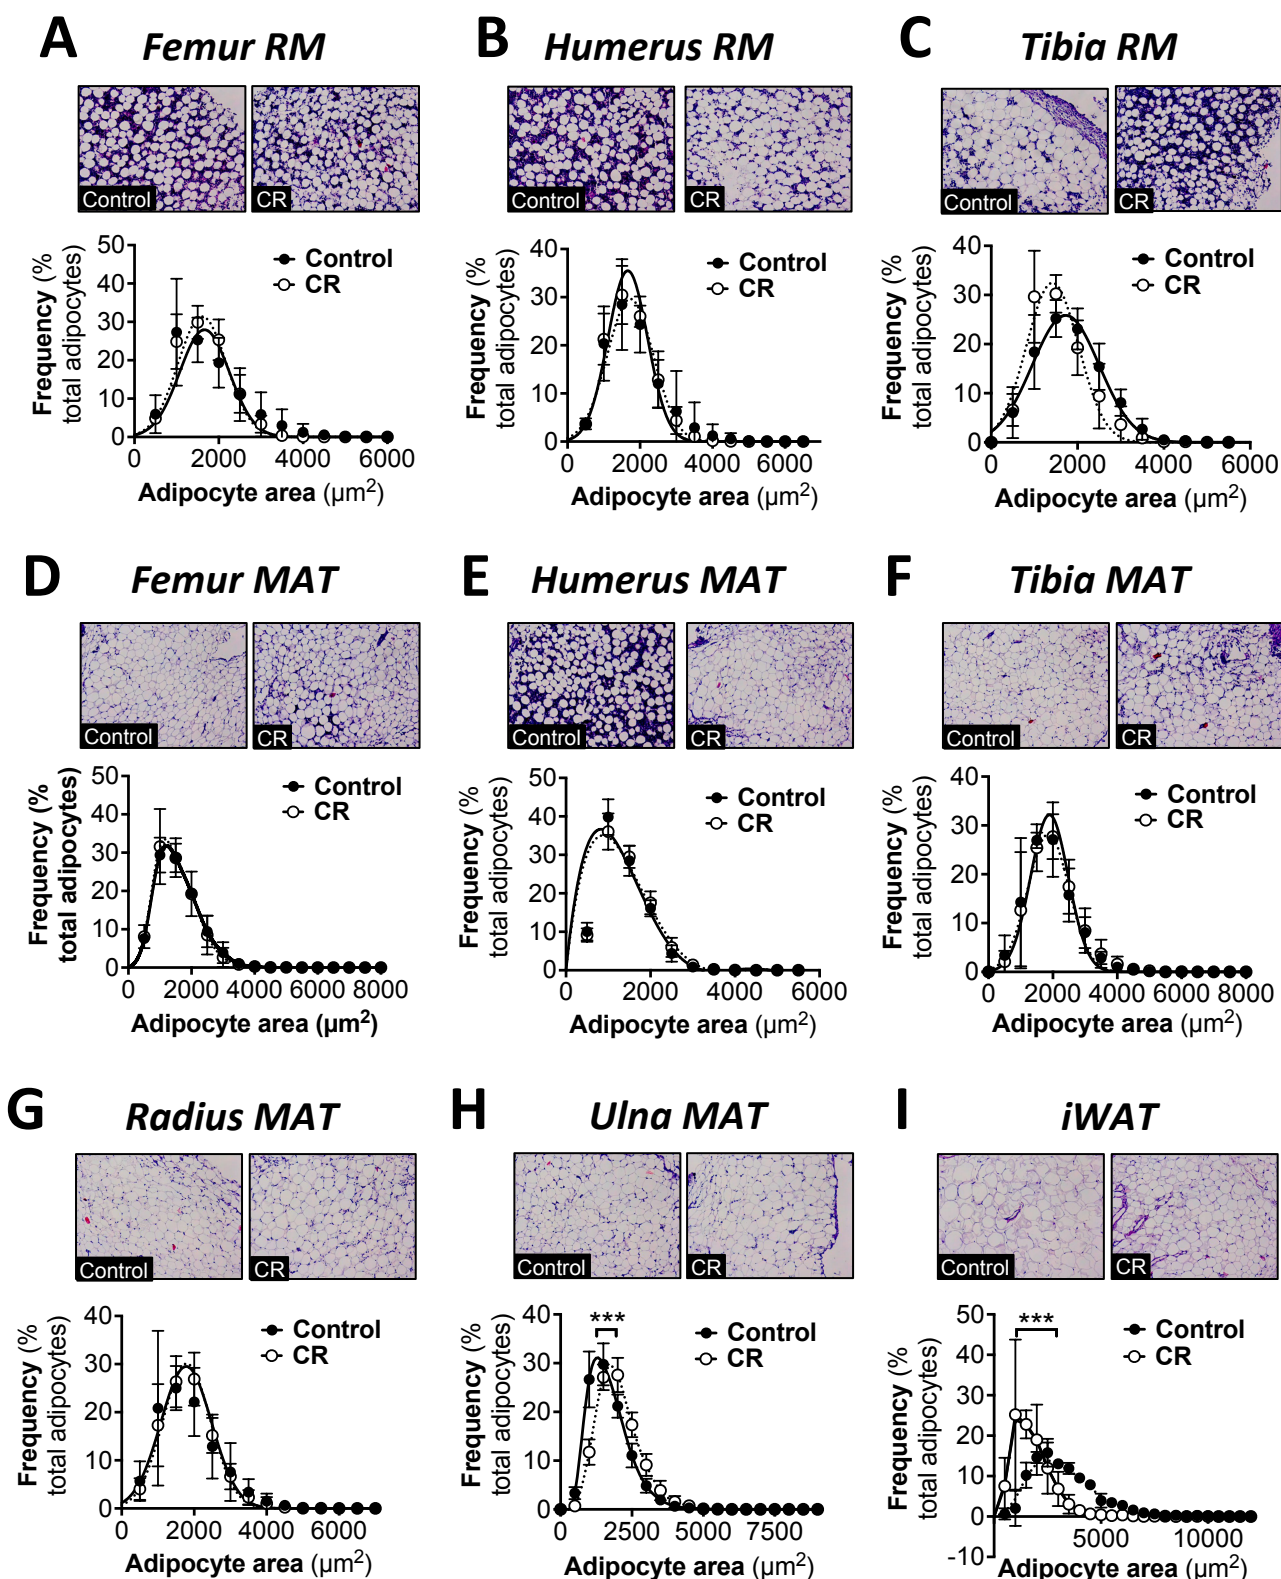 A Femur RM
Control
CR
50
40
30
20
10
0
Frequency (%
total adipocytes)
Control
CR
0 2000 4000 6000
Adipocyte area (µm²)
B Humerus RM
Control
CR
40
30
20
10
0
Frequency (%
total adipocytes)
Control
CR
0 2000 4000 6000
Adipocyte area (µm²)
C Tibia RM
Control
CR
40
30
20
10
0
Frequency (%
total adipocytes)
Control
CR
0 2000 4000 6000
Adipocyte area (µm²)
D Femur MAT
Control
CR
50
40
30
20
10
0
Frequency (%
total adipocytes)
Control
CR
0 2000 4000 6000 8000
Adipocyte area (µm²)
E Humerus MAT
Control
CR
50
40
30
20
10
0
Frequency (%
total adipocytes)
Control
CR
0 2000 4000 6000
Adipocyte area (µm²)
F Tibia MAT
Control
CR
40
30
20
10
0
Frequency (%
total adipocytes)
Control
CR
0 2000 4000 6000 8000
Adipocyte area (µm²)
G Radius MAT
Control
CR
40
30
20
10
0
Frequency (%
total adipocytes)
Control
CR
0 2000 4000 6000
Adipocyte area (µm²)
H Ulna MAT
Control
CR
40
30
20
10
0
Frequency (%
total adipocytes)
***
Control
CR
0 2500 5000 7500
Adipocyte area (µm²)
I iWAT
Control
CR
50
40
30
20
10
0
-10
Frequency (%
total adipocytes)
***
Control
CR
5000 10000
Adipocyte area (µm²)